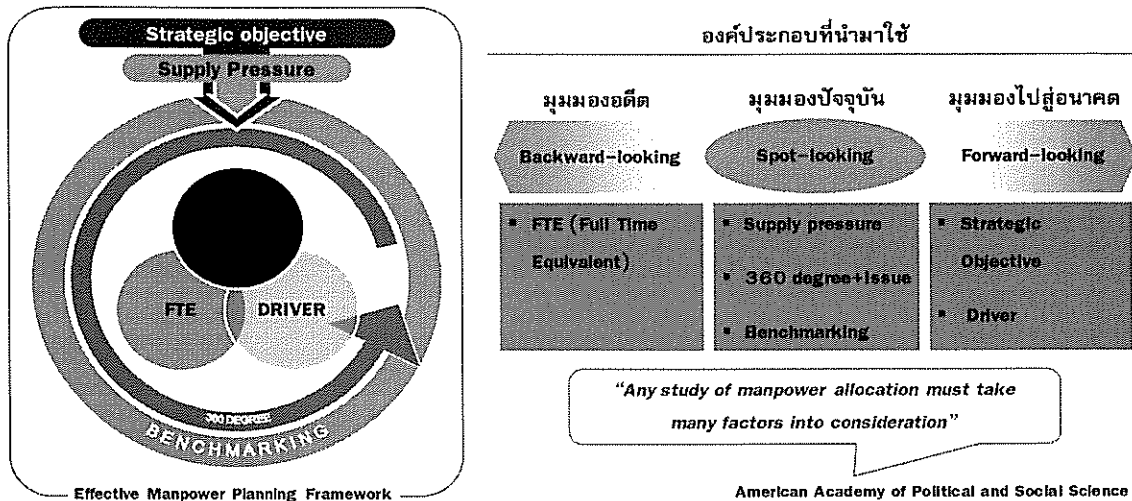 Strategic objective
Supply Pressure
FTE
DRIVER
360 DEGREE
BENCHMARKING
Effective Manpower Planning Framework
องค์ประกอบที่นำมาใช้
มุมมองอดีต
มุมมองปัจจุบัน
มุมมองไปสู่อนาคต
Backward-looking
Spot-looking
Forward-looking
▪ FTE (Full Time
Equivalent)
▪ Supply pressure
▪ 360 degree+Issue
▪ Benchmarking
▪ Strategic
Objective
▪ Driver
"Any study of manpower allocation must take
many factors into consideration"
American Academy of Political and Social Science